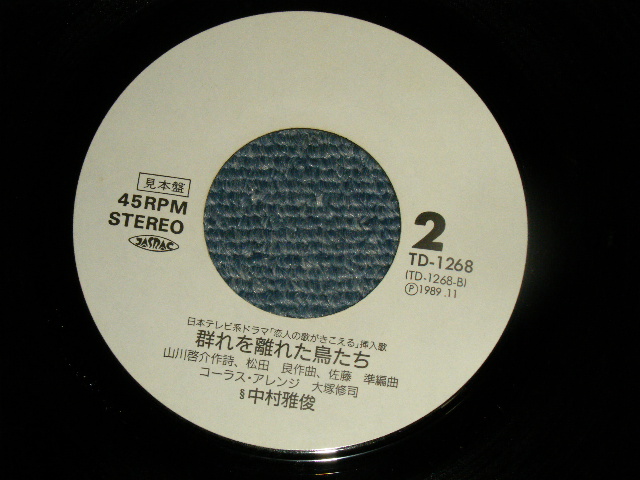 見本盤
45RPM
STEREO
JASRAC
2
TD-1268
(TD-1268-B)
Ⓟ1989.11
日本テレビ系ドラマ「恋人の歌がきこえる」挿入歌
群れを離れた鳥たち
山川啓介作詩、松田 良作曲、佐藤 準編曲
コーラス・アレンジ 大塚修司
§中村雅俊